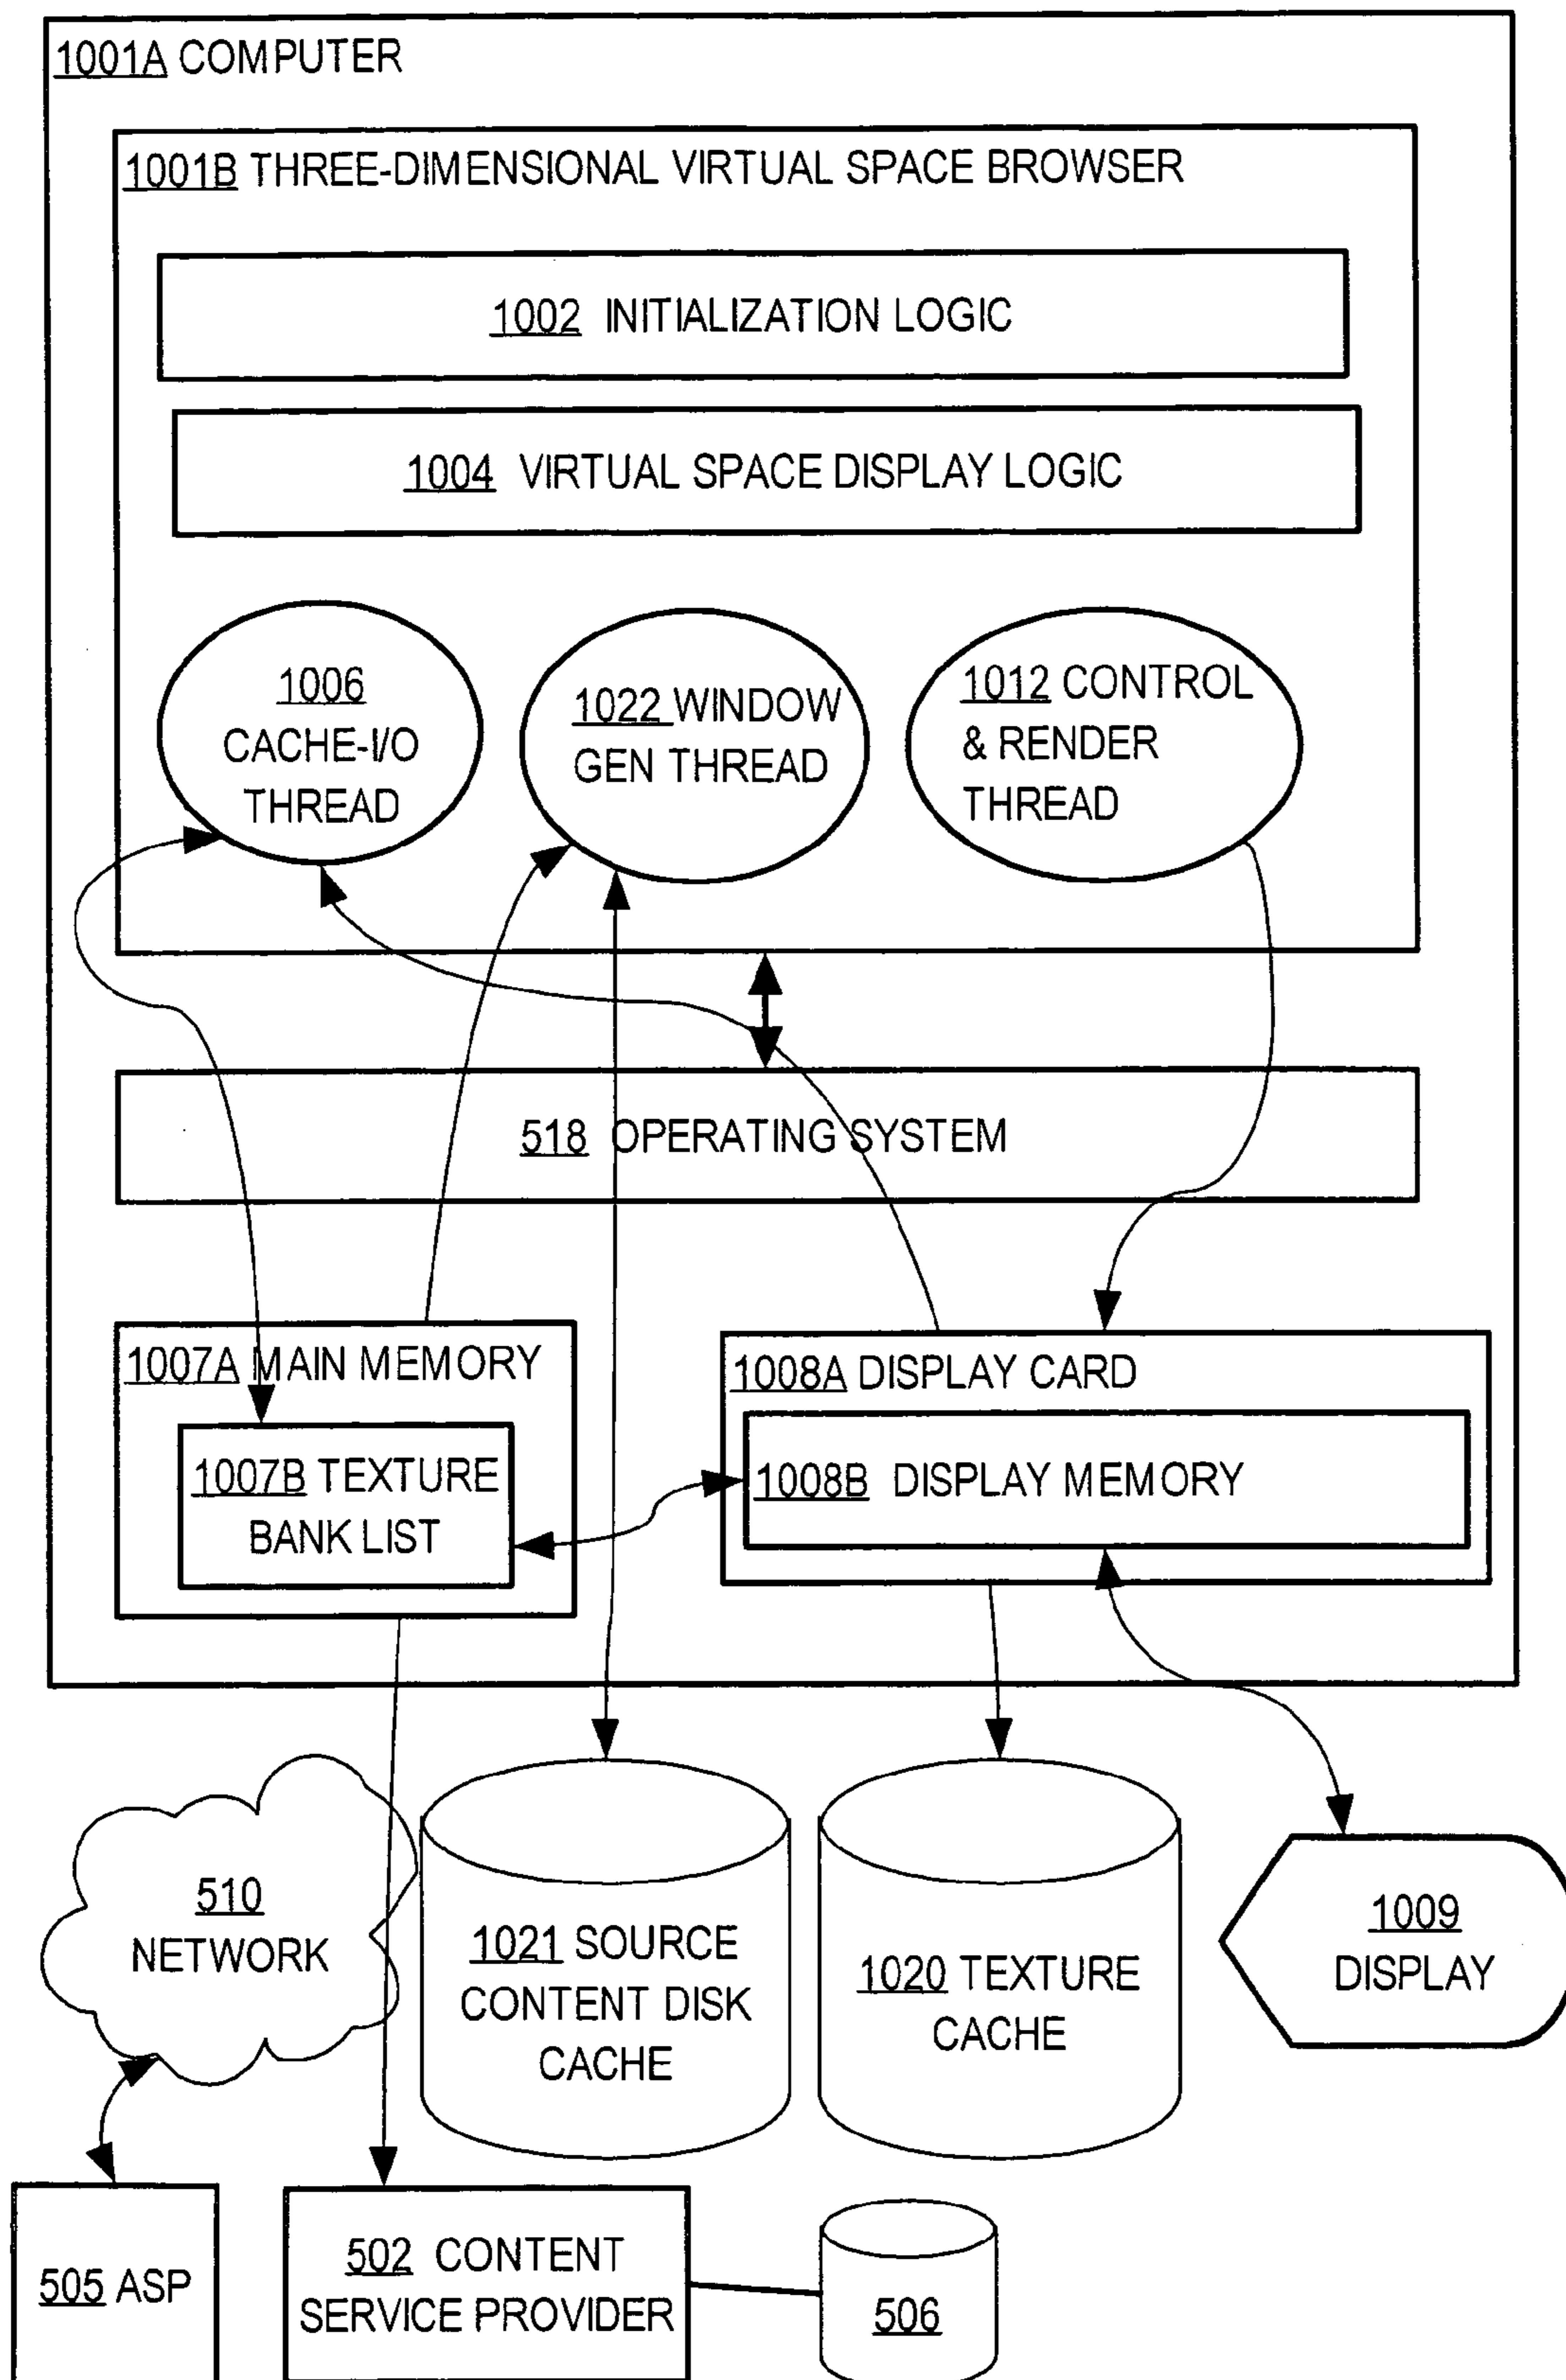 1001A COMPUTER
1001B THREE-DIMENSIONAL VIRTUAL SPACE BROWSER
1002 INITIALIZATION LOGIC
1004 VIRTUAL SPACE DISPLAY LOGIC
1006
CACHE-I/O
THREAD
1022 WINDOW
GEN THREAD
1012 CONTROL
& RENDER
THREAD
518 OPERATING SYSTEM
1007A MAIN MEMORY
1007B TEXTURE
BANK LIST
1008A DISPLAY CARD
1008B DISPLAY MEMORY
510
NETWORK
1021 SOURCE
CONTENT DISK
CACHE
1020 TEXTURE
CACHE
1009
DISPLAY
505 ASP
502 CONTENT
SERVICE PROVIDER
506